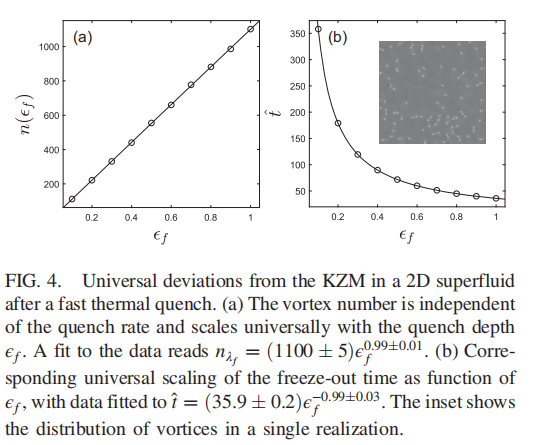 (a)
1000
800
600
400
200
n(ϵf)
0.2 0.4 0.6 0.8 1
ϵf
(b)
350
300
250
200
150
100
50
t̂
0.2 0.4 0.6 0.8 1
ϵf
FIG. 4. Universal deviations from the KZM in a 2D superfluid
after a fast thermal quench. (a) The vortex number is independent
of the quench rate and scales universally with the quench depth
ϵf. A fit to the data reads nλf = (1100 ± 5)ϵf^0.99±0.01. (b) Corre-
sponding universal scaling of the freeze-out time as function of
ϵf, with data fitted to t̂ = (35.9 ± 0.2)ϵf^−0.99±0.03. The inset shows
the distribution of vortices in a single realization.